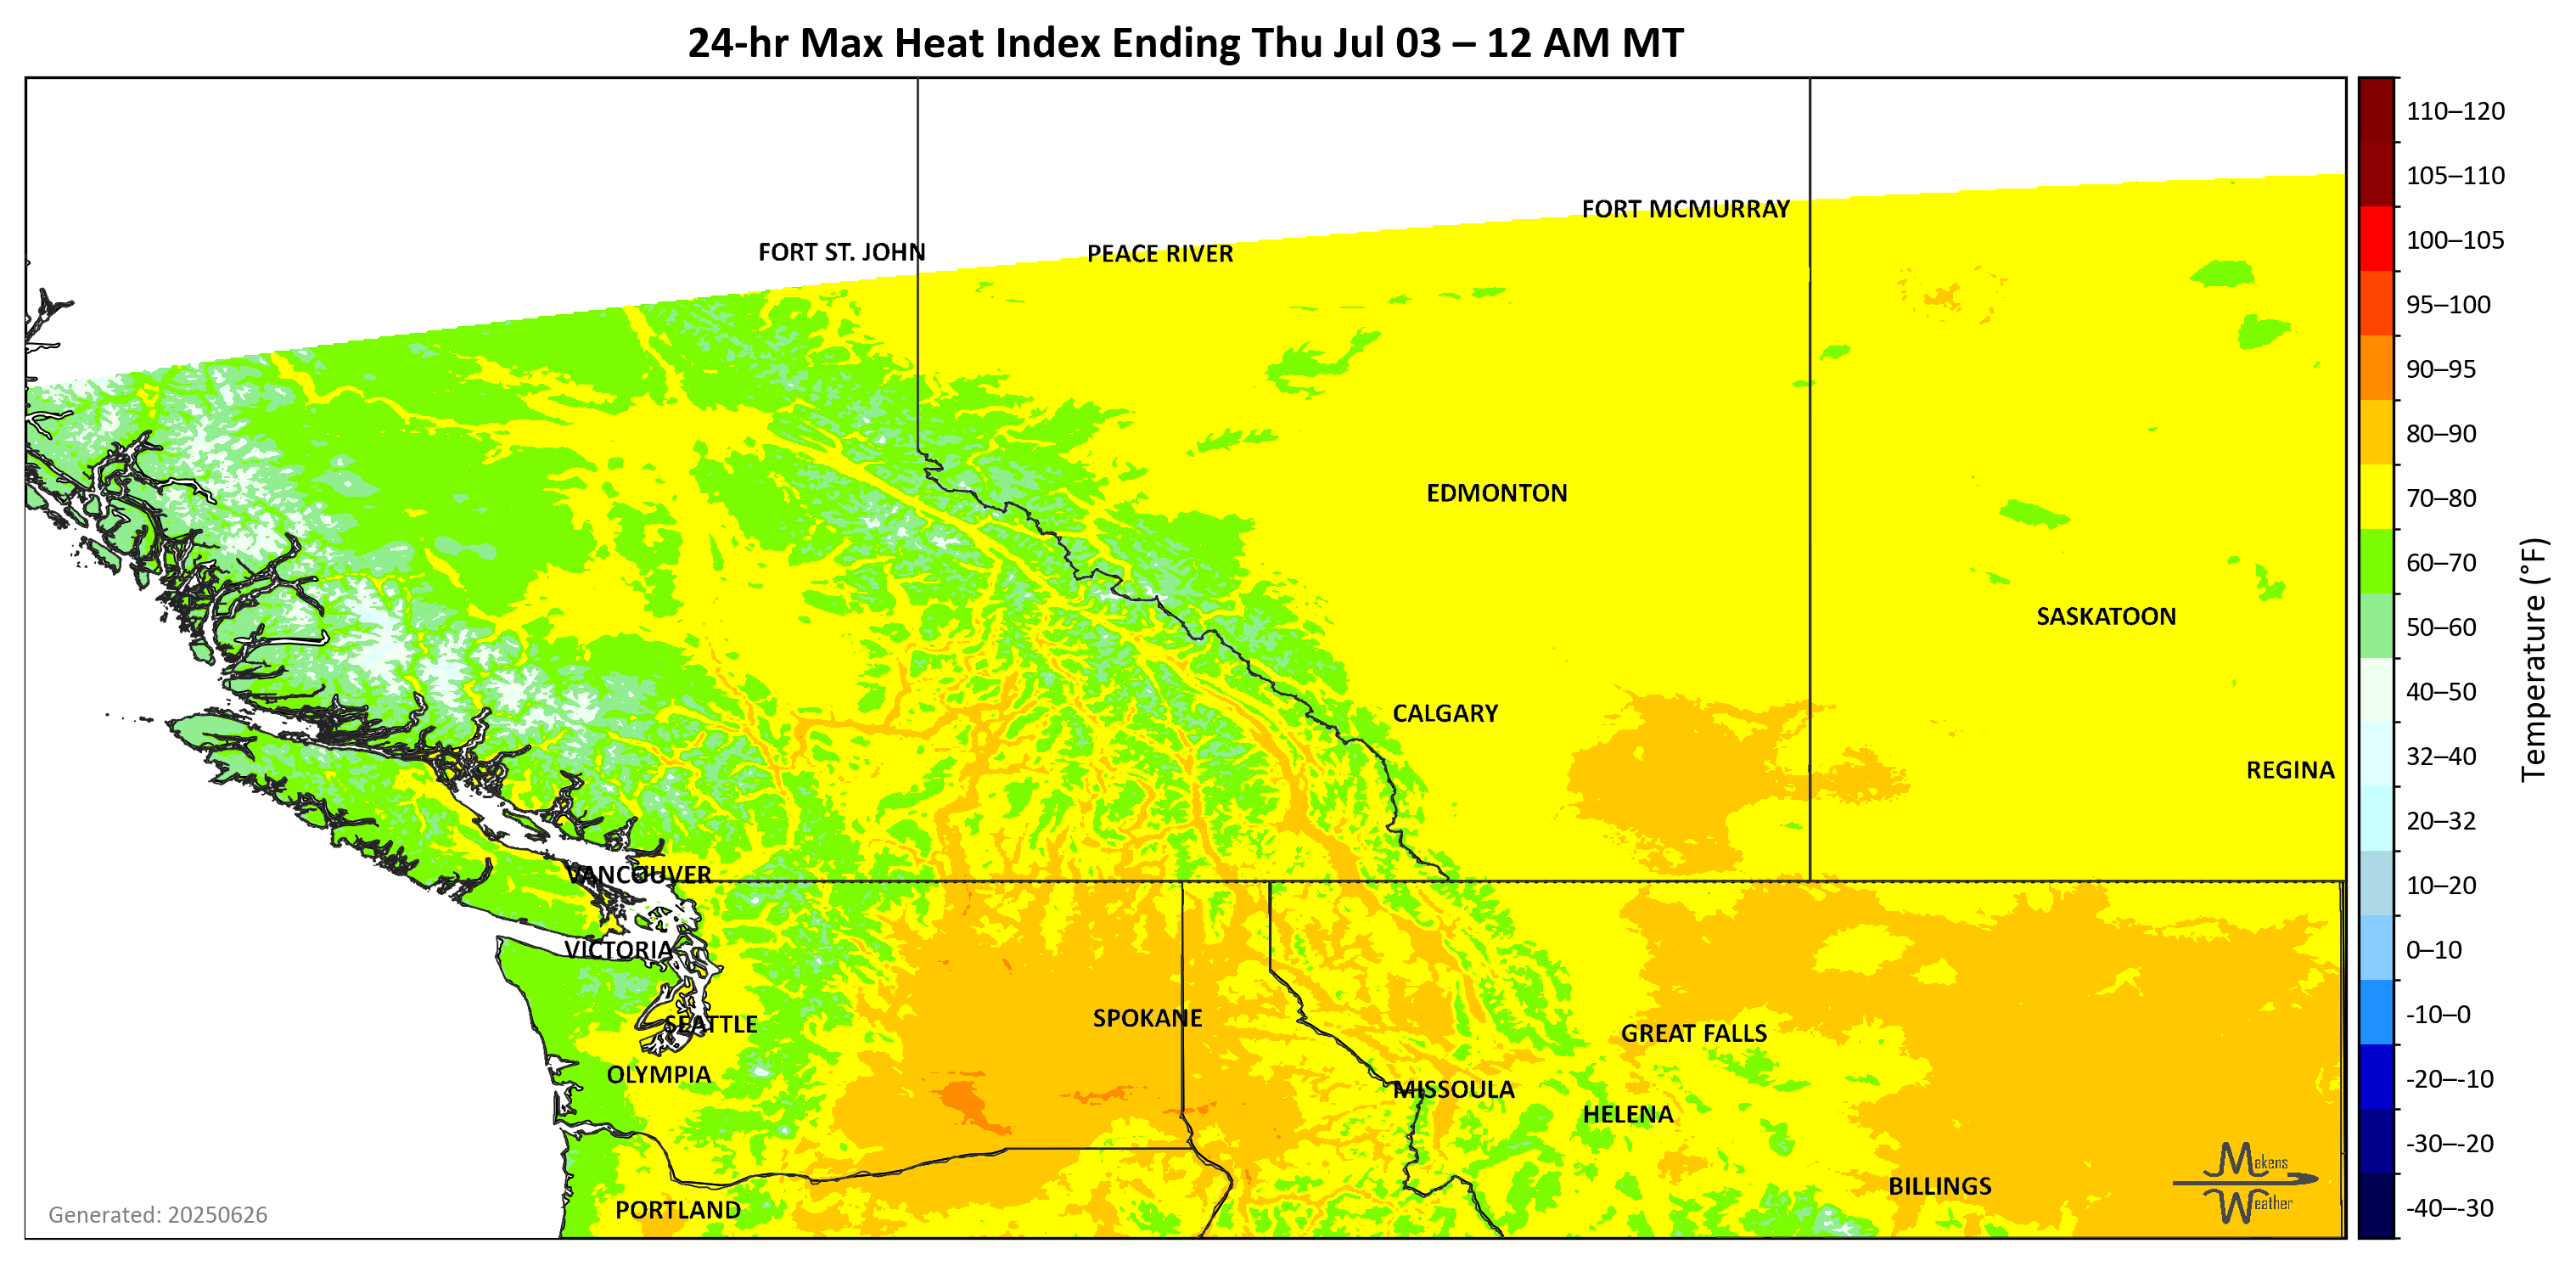 24-hr Max Heat Index Ending Thu Jul 03 – 12 AM MT
FORT MCMURRAY
FORT ST. JOHN
PEACE RIVER
EDMONTON
SASKATOON
CALGARY
REGINA
VANCOUVER
VICTORIA
SEATTLE
SPOKANE
GREAT FALLS
OLYMPIA
MISSOULA
HELENA
BILLINGS
PORTLAND
Makens
Weather
Generated: 20250626
110–120
105–110
100–105
95–100
90–95
80–90
70–80
60–70
50–60
40–50
32–40
20–32
10–20
0–10
-10–0
-20–-10
-30–-20
-40–-30
Temperature (°F)